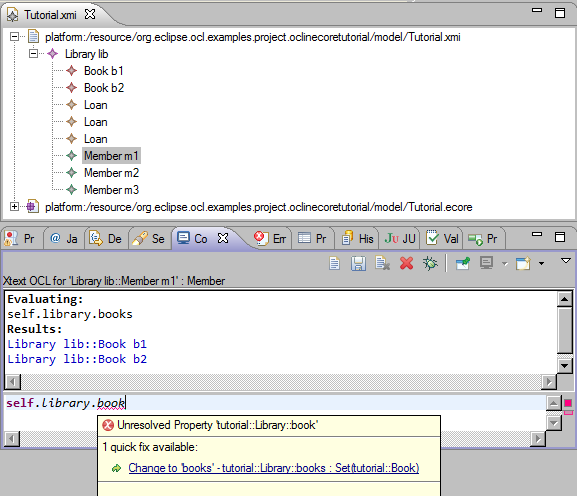 Tutorial.xmi
platform:/resource/org.eclipse.ocl.examples.project.oclinecoretutorial/model/Tutorial.xmi
Library lib
Book b1
Book b2
Loan
Loan
Loan
Member m1
Member m2
Member m3
platform:/resource/org.eclipse.ocl.examples.project.oclinecoretutorial/model/Tutorial.ecore
Pr @ Ja De Se Co Err Pr His Ju JU Val Pr
Xtext OCL for 'Library lib::Member m1' : Member
Evaluating:
self.library.books
Results:
Library lib::Book b1
Library lib::Book b2
self.library.book
Unresolved Property 'tutorial::Library::book'
1 quick fix available:
Change to 'books' - tutorial::Library::books : Set(tutorial::Book)